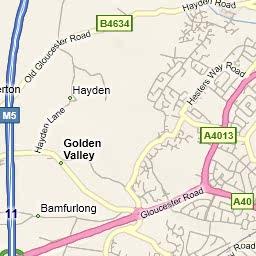 Hayden Road
B4634
Old Gloucester Road
Hesters Way Road
erton
Hayden
M5
Hayden Lane
A4013
Golden
Valley
Gloucester Road
A40
11
Bamfurlong